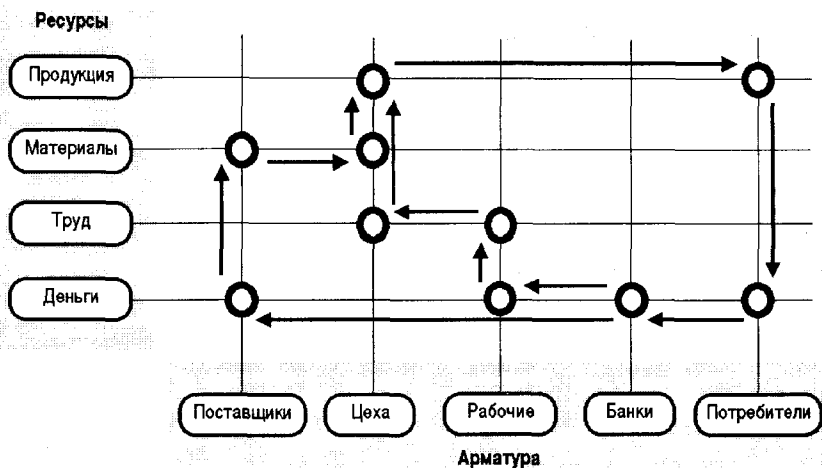 Ресурсы
Продукция
Материалы
Труд
Деньги
Поставщики
Цеха
Рабочие
Банки
Потребители
Арматура